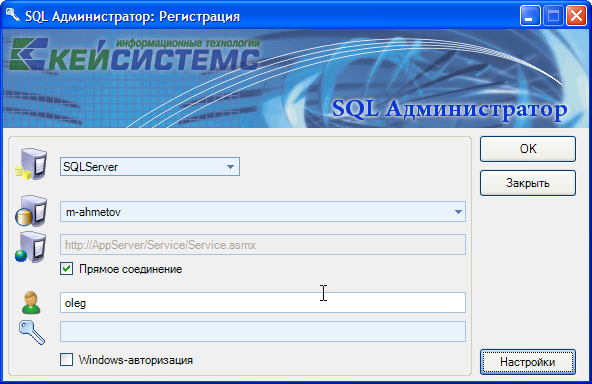 SQL Администратор: Регистрация
информационные технологии
КЕЙСИСТЕМС
SQL Администратор
SQLServer
OK
Закрыть
m-ahmetov
http://AppServer/Service/Service.asmx
Прямое соединение
oleg
Windows-авторизация
Настройки